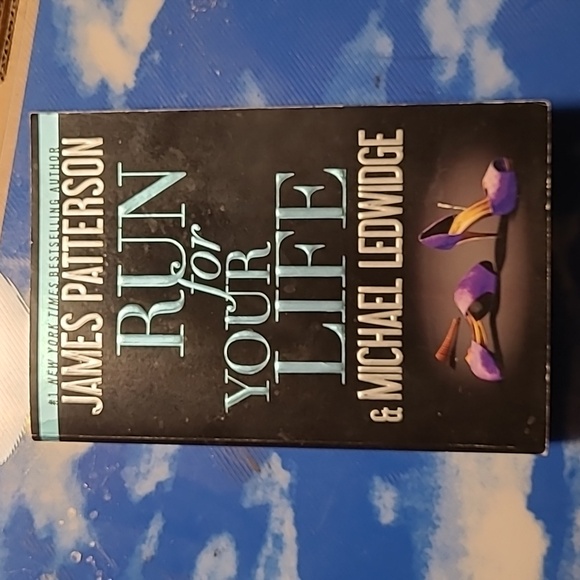 #1 NEW YORK TIMES BESTSELLING AUTHOR
JAMES PATTERSON
RUN
for
YOUR
LIFE
& MICHAEL LEDWIDGE